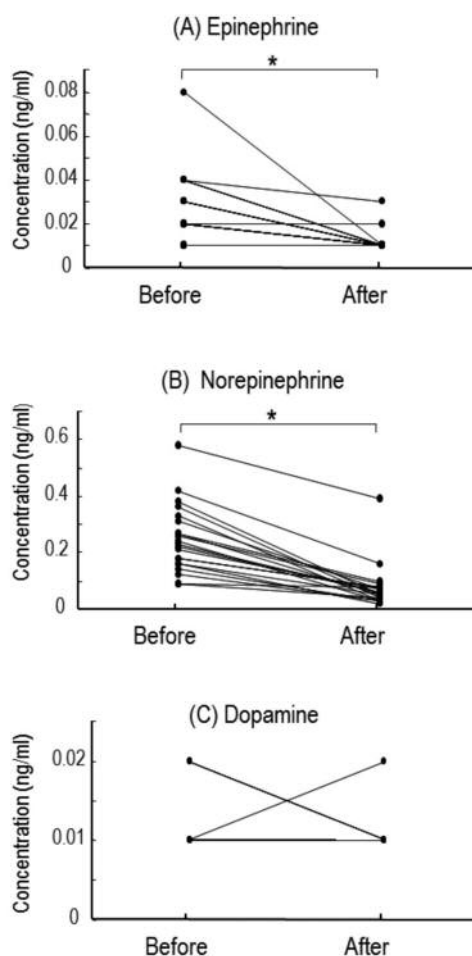 (A) Epinephrine
*
Concentration (ng/ml)
0.08
0.06
0.04
0.02
0
Before After
(B) Norepinephrine
*
Concentration (ng/ml)
0.6
0.4
0.2
0
Before After
(C) Dopamine
Concentration (ng/ml)
0.02
0.01
0
Before After